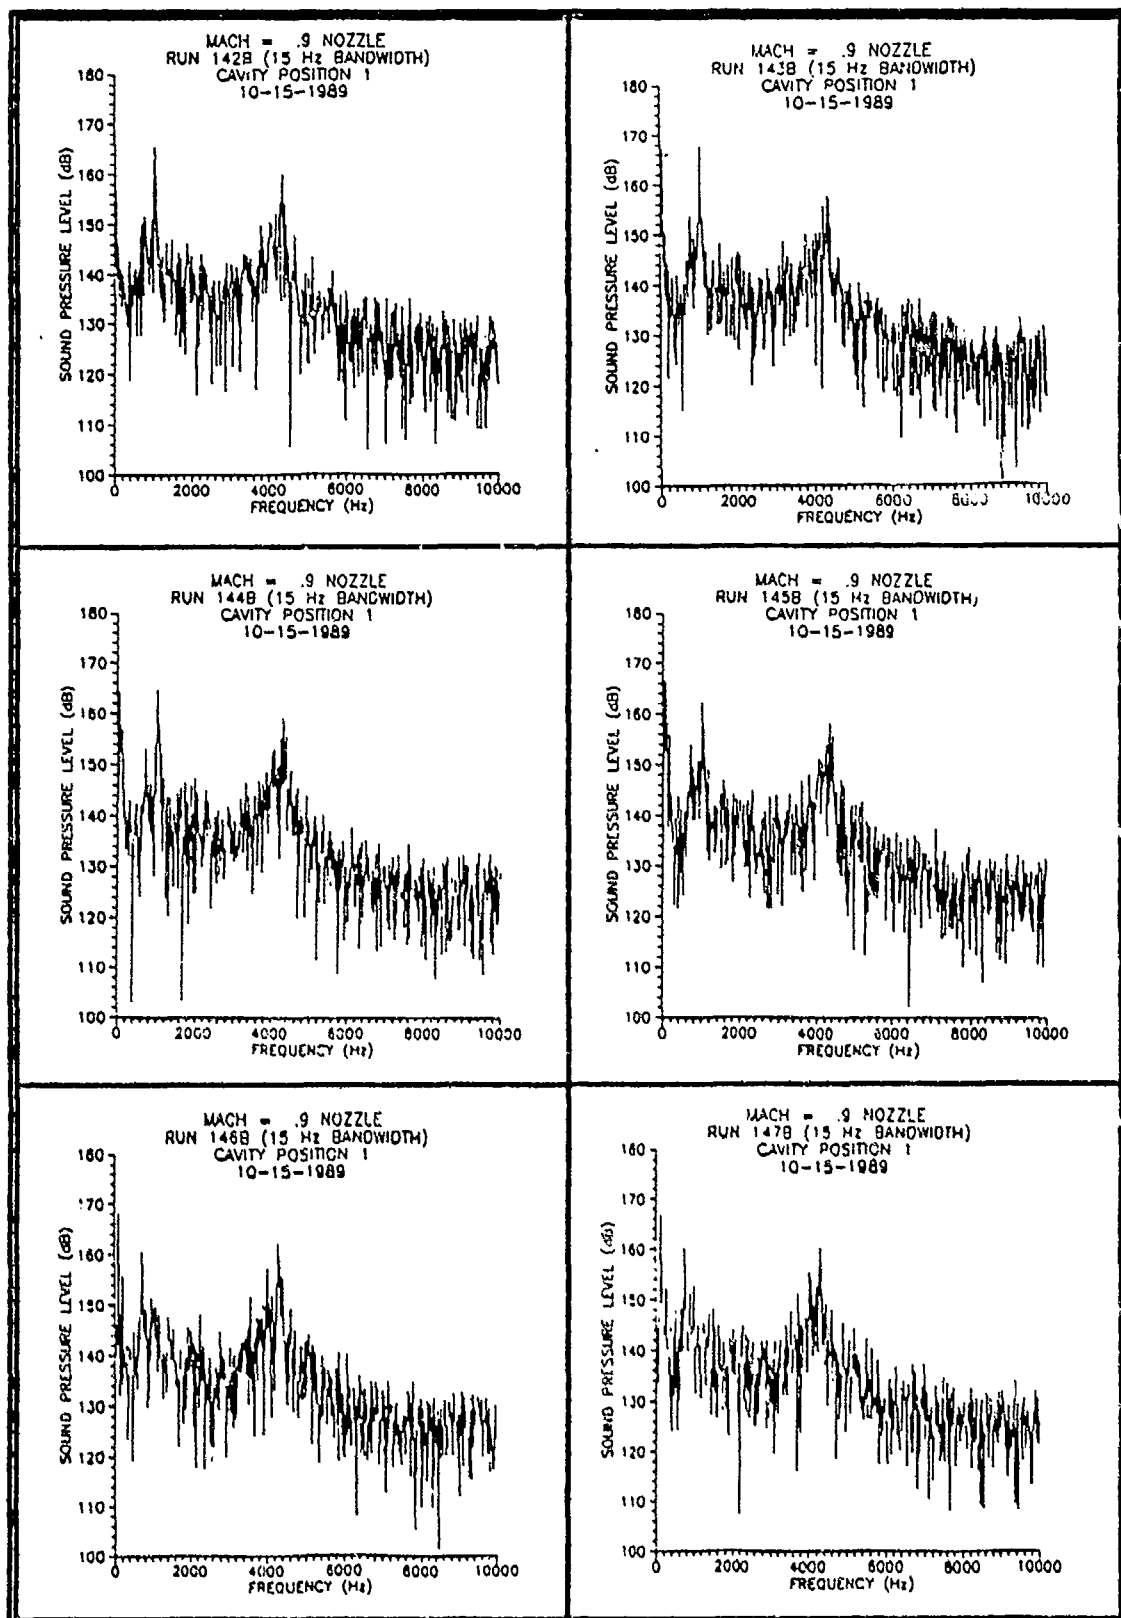 MACH = .9 NOZZLE
RUN 142B (15 Hz BANDWIDTH)
CAVITY POSITION 1
10-15-1989
180
170
160
150
140
130
120
110
100
SOUND PRESSURE LEVEL (dB)
0 2000 4000 6000 8000 10000
FREQUENCY (Hz)
MACH = .9 NOZZLE
RUN 143B (15 Hz BANDWIDTH)
CAVITY POSITION 1
10-15-1989
180
170
160
150
140
130
120
110
100
SOUND PRESSURE LEVEL (dB)
0 2000 4000 6000 8000 10000
FREQUENCY (Hz)
MACH = .9 NOZZLE
RUN 144B (15 Hz BANDWIDTH)
CAVITY POSITION 1
10-15-1989
180
170
160
150
140
130
120
110
100
SOUND PRESSURE LEVEL (dB)
0 2000 4000 6000 8000 10000
FREQUENCY (Hz)
MACH = .9 NOZZLE
RUN 145B (15 Hz BANDWIDTH)
CAVITY POSITION 1
10-15-1989
180
170
160
150
140
130
120
110
100
SOUND PRESSURE LEVEL (dB)
0 2000 4000 6000 8000 10000
FREQUENCY (Hz)
MACH = .9 NOZZLE
RUN 146B (15 Hz BANDWIDTH)
CAVITY POSITION 1
10-15-1989
180
170
160
150
140
130
120
110
100
SOUND PRESSURE LEVEL (dB)
0 2000 4000 6000 8000 10000
FREQUENCY (Hz)
MACH = .9 NOZZLE
RUN 147B (15 Hz BANDWIDTH)
CAVITY POSITION 1
10-15-1989
180
170
160
150
140
130
120
110
100
SOUND PRESSURE LEVEL (dB)
0 2000 4000 6000 8000 10000
FREQUENCY (Hz)